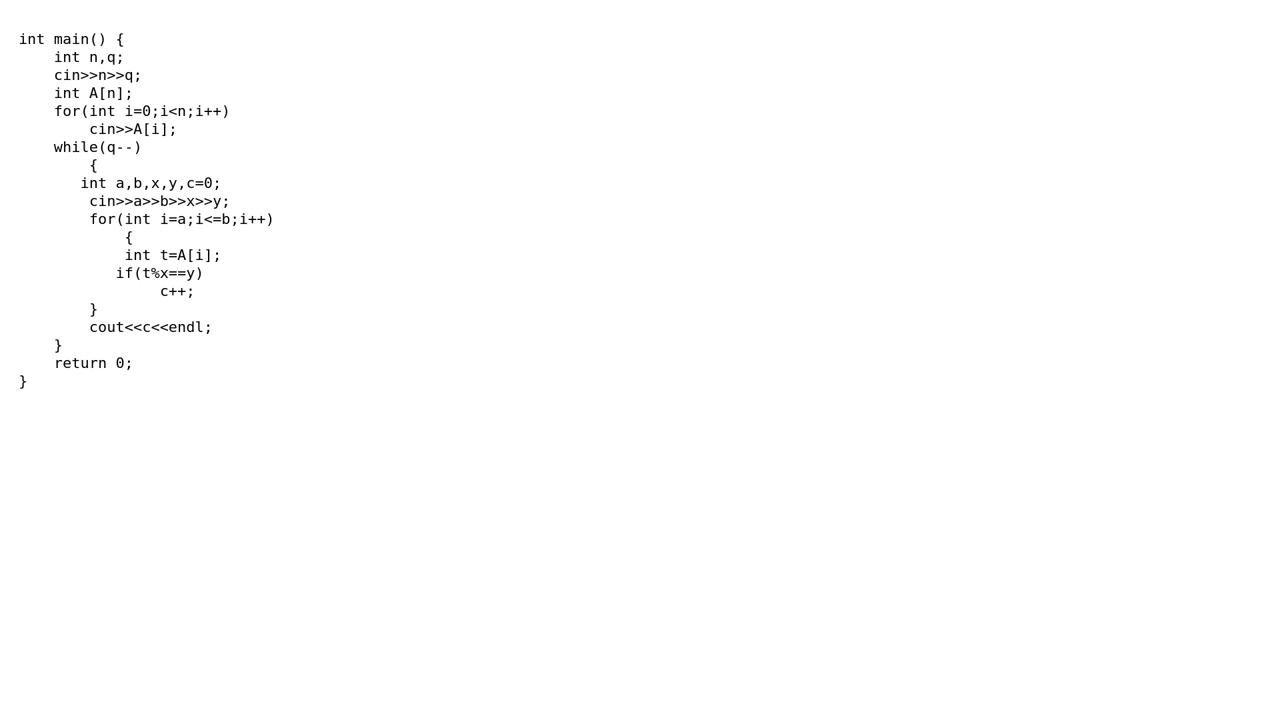 int main() {
    int n,q;
    cin>>n>>q;
    int A[n];
    for(int i=0;i<n;i++)
        cin>>A[i];
    while(q--)
        {
       int a,b,x,y,c=0;
        cin>>a>>b>>x>>y;
        for(int i=a;i<=b;i++)
            {
            int t=A[i];
           if(t%x==y)
                c++;
        }
        cout<<c<<endl;
    }
    return 0;
}